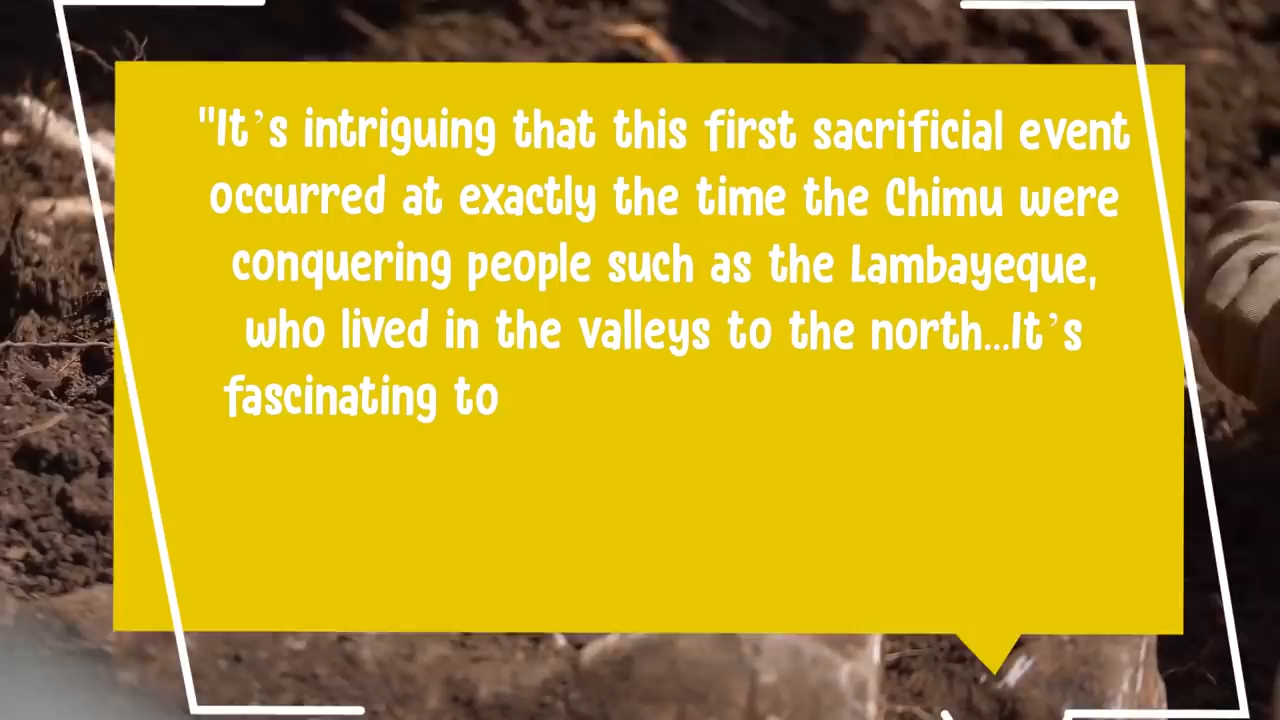 "It’s intriguing that this first sacrificial event
occurred at exactly the time the Chimu were
conquering people such as the Lambayeque,
who lived in the valleys to the north...It’s
fascinating to